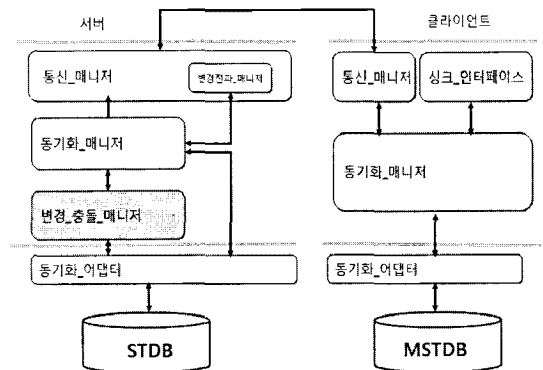 서버
클라이언트
통신_매니저
변경전파_매니저
통신_매니저
싱크_인터페이스
동기화_매니저
동기화_매니저
변경_충돌_매니저
동기화_어댑터
동기화_어댑터
STDB
MSTDB